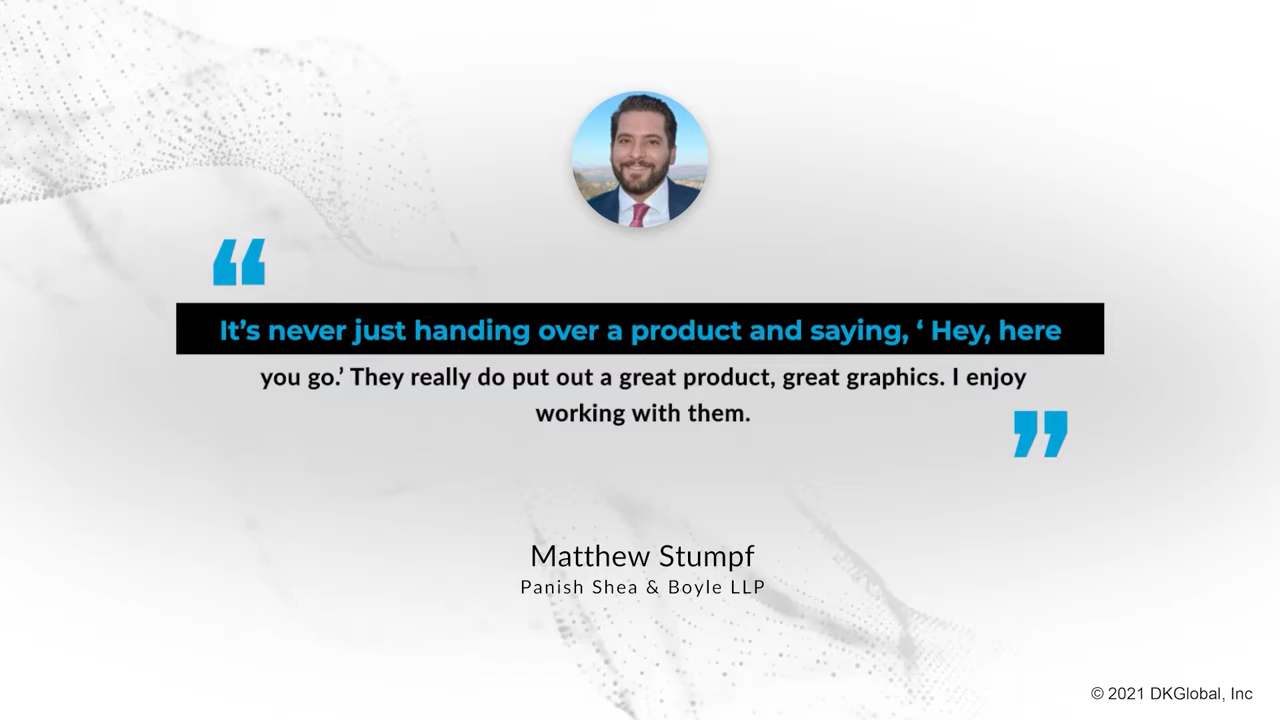 “
It’s never just handing over a product and saying, ‘ Hey, here
you go.’ They really do put out a great product, great graphics. I enjoy
working with them.
”
Matthew Stumpf
Panish Shea & Boyle LLP
© 2021 DKGlobal, Inc